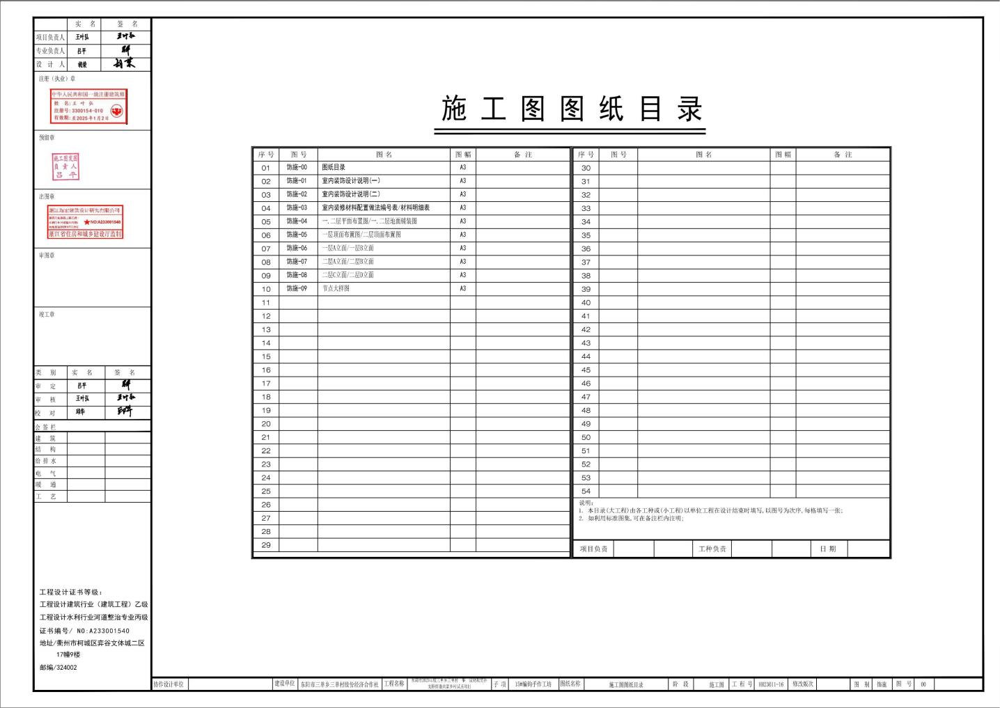 实 名 签 名
项目负责人 王叶弘 王叶弘
专业负责人 吕平
设 计 人 胡荣 胡荣
注册（执业）章
中华人民共和国一级注册建筑师
姓 名:王 叶 弘
注册号:3300154-010
有效期:至2025年1月2日
预留章
施工图发图
负 责 人
吕 平
出图章
建筑设计研究有限公司
NO:A233001540
浙江省住房和城乡建设厅监制
审图章
竣工章
类 别 实 名 签 名
审 定 吕平
审 核 王叶弘 王叶弘
校 对 邱华
会签栏
建 筑
结 构
给排水
电 气
暖 通
工 艺
工程设计证书等级:
工程设计建筑行业（建筑工程）乙级
工程设计水利行业河道整治专业丙级
证书编号/ NO:A233001540
地址/衢州市柯城区弈谷文体城二区
17幢9楼
邮编/324002
施工图图纸目录
序号 图号 图名 图幅 备注
01 饰施-00 图纸目录 A3
02 饰施-01 室内装饰设计说明(一) A3
03 饰施-02 室内装饰设计说明(二) A3
04 饰施-03 室内装修材料配置做法编号表/材料明细表 A3
05 饰施-04 一.二层平面布置图/一.二层地面铺装图 A3
06 饰施-05 一层顶面布置图/二层顶面布置图 A3
07 饰施-06 一层A立面/一层B立面 A3
08 饰施-07 二层A立面/二层B立面 A3
09 饰施-08 二层C立面/二层D立面 A3
10 饰施-09 节点大样图 A3
11
12
13
14
15
16
17
18
19
20
21
22
23
24
25
26
27
28
29
序号 图号 图名 图幅 备注
30
31
32
33
34
35
36
37
38
39
40
41
42
43
44
45
46
47
48
49
50
51
52
53
54
说明:
1. 本目录(大工程)由各工种或(小工程)以单位工程在设计结束时填写,以图号为次序,每格填写一张;
2. 如利用标准图集,可在备注栏内注明;
项目负责 工种负责 日期
协作设计单位 建设单位 东阳市三单乡三单村股份经济合作社 工程名称 支持打造共富乡村试点项目 子 项 15#编钩手作工坊 图纸名称 施工图图纸目录 阶 段 施工图 工程号 HH23011-16 修改版次 图 别 饰施 图 号 00